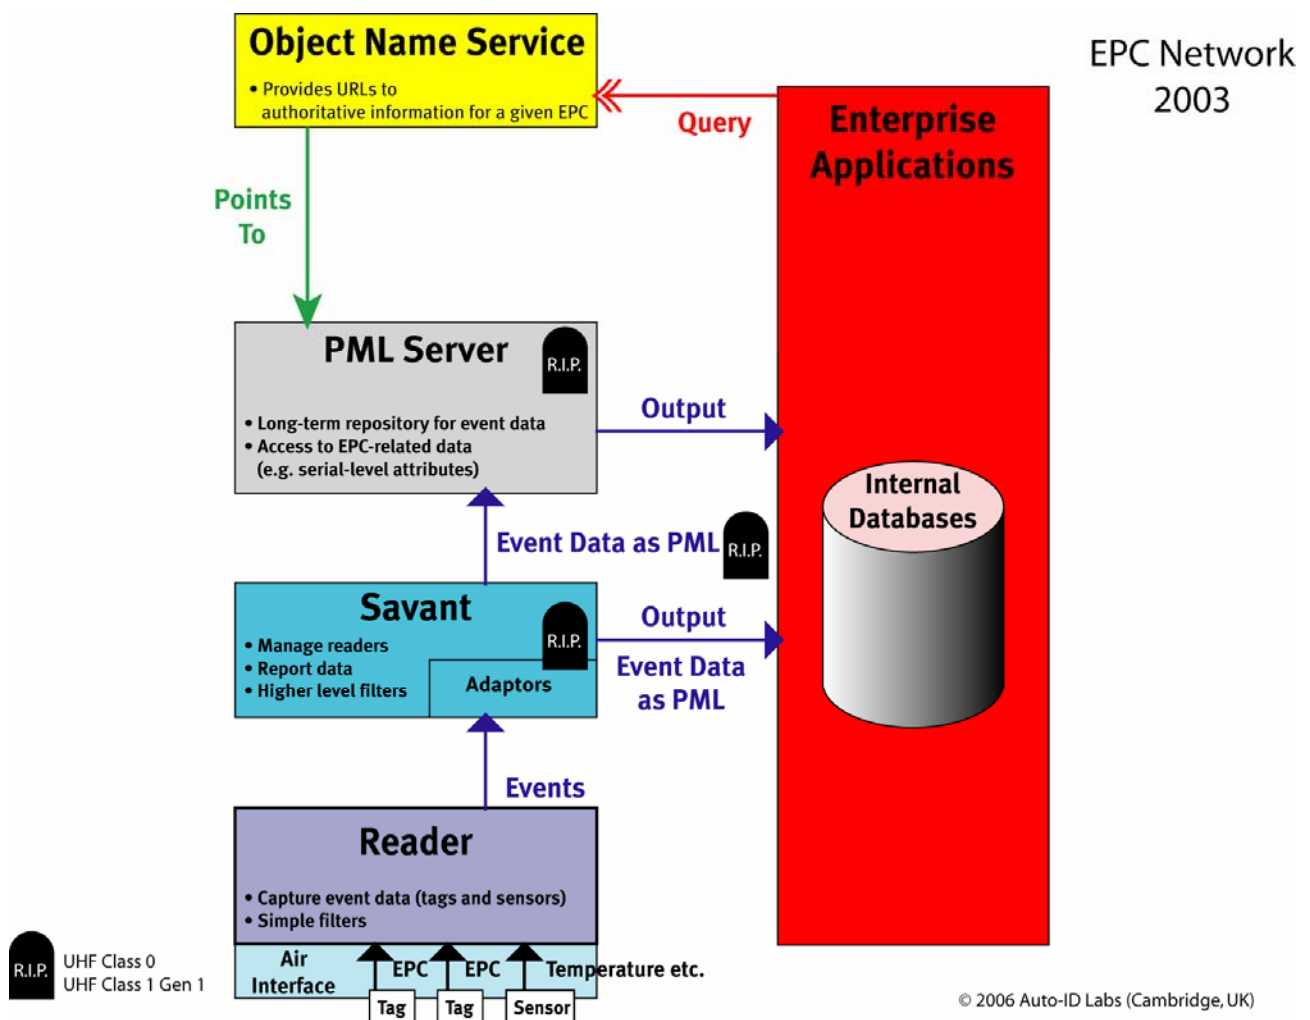 Object Name Service
• Provides URLs to
authoritative information for a given EPC
EPC Network
2003
Query
Enterprise
Applications
Points
To
PML Server
R.I.P.
• Long-term repository for event data
• Access to EPC-related data
(e.g. serial-level attributes)
Output
Internal
Databases
Event Data as PML
R.I.P.
Savant
R.I.P.
• Manage readers
• Report data
• Higher level filters
Adaptors
Output
Event Data
as PML
Events
Reader
• Capture event data (tags and sensors)
• Simple filters
Air
Interface
EPC
EPC
Temperature etc.
Tag
Tag
Sensor
R.I.P.
UHF Class 0
UHF Class 1 Gen 1
© 2006 Auto-ID Labs (Cambridge, UK)